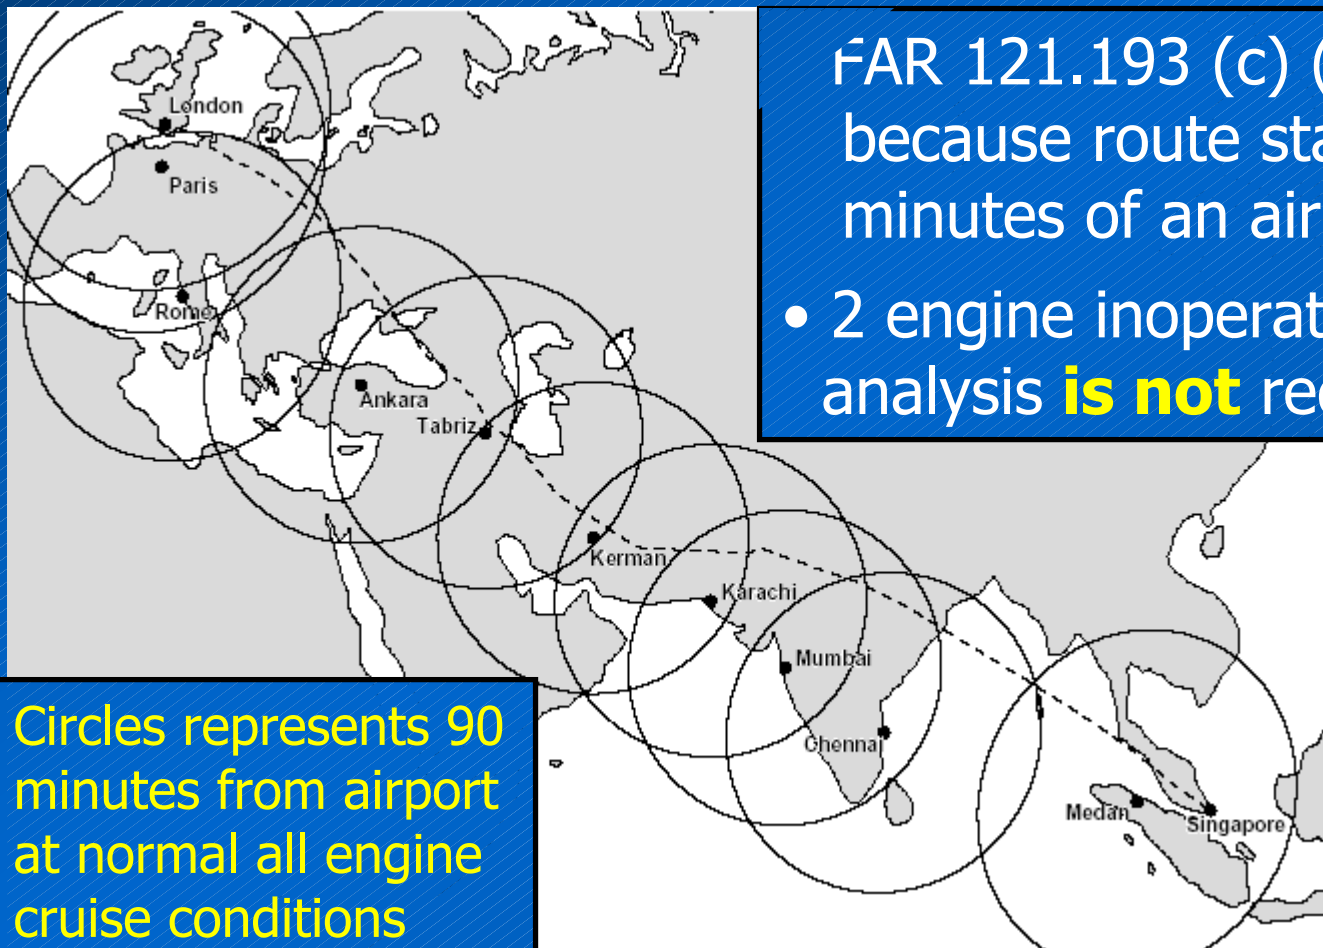 FAR 121.193 (c) (
because route sta
minutes of an air
• 2 engine inoperat
analysis is not re
London
Paris
Rome
Ankara
Tabriz
Kerman
Karachi
Mumbai
Chennai
Medan
Singapore
Circles represents 90
minutes from airport
at normal all engine
cruise conditions